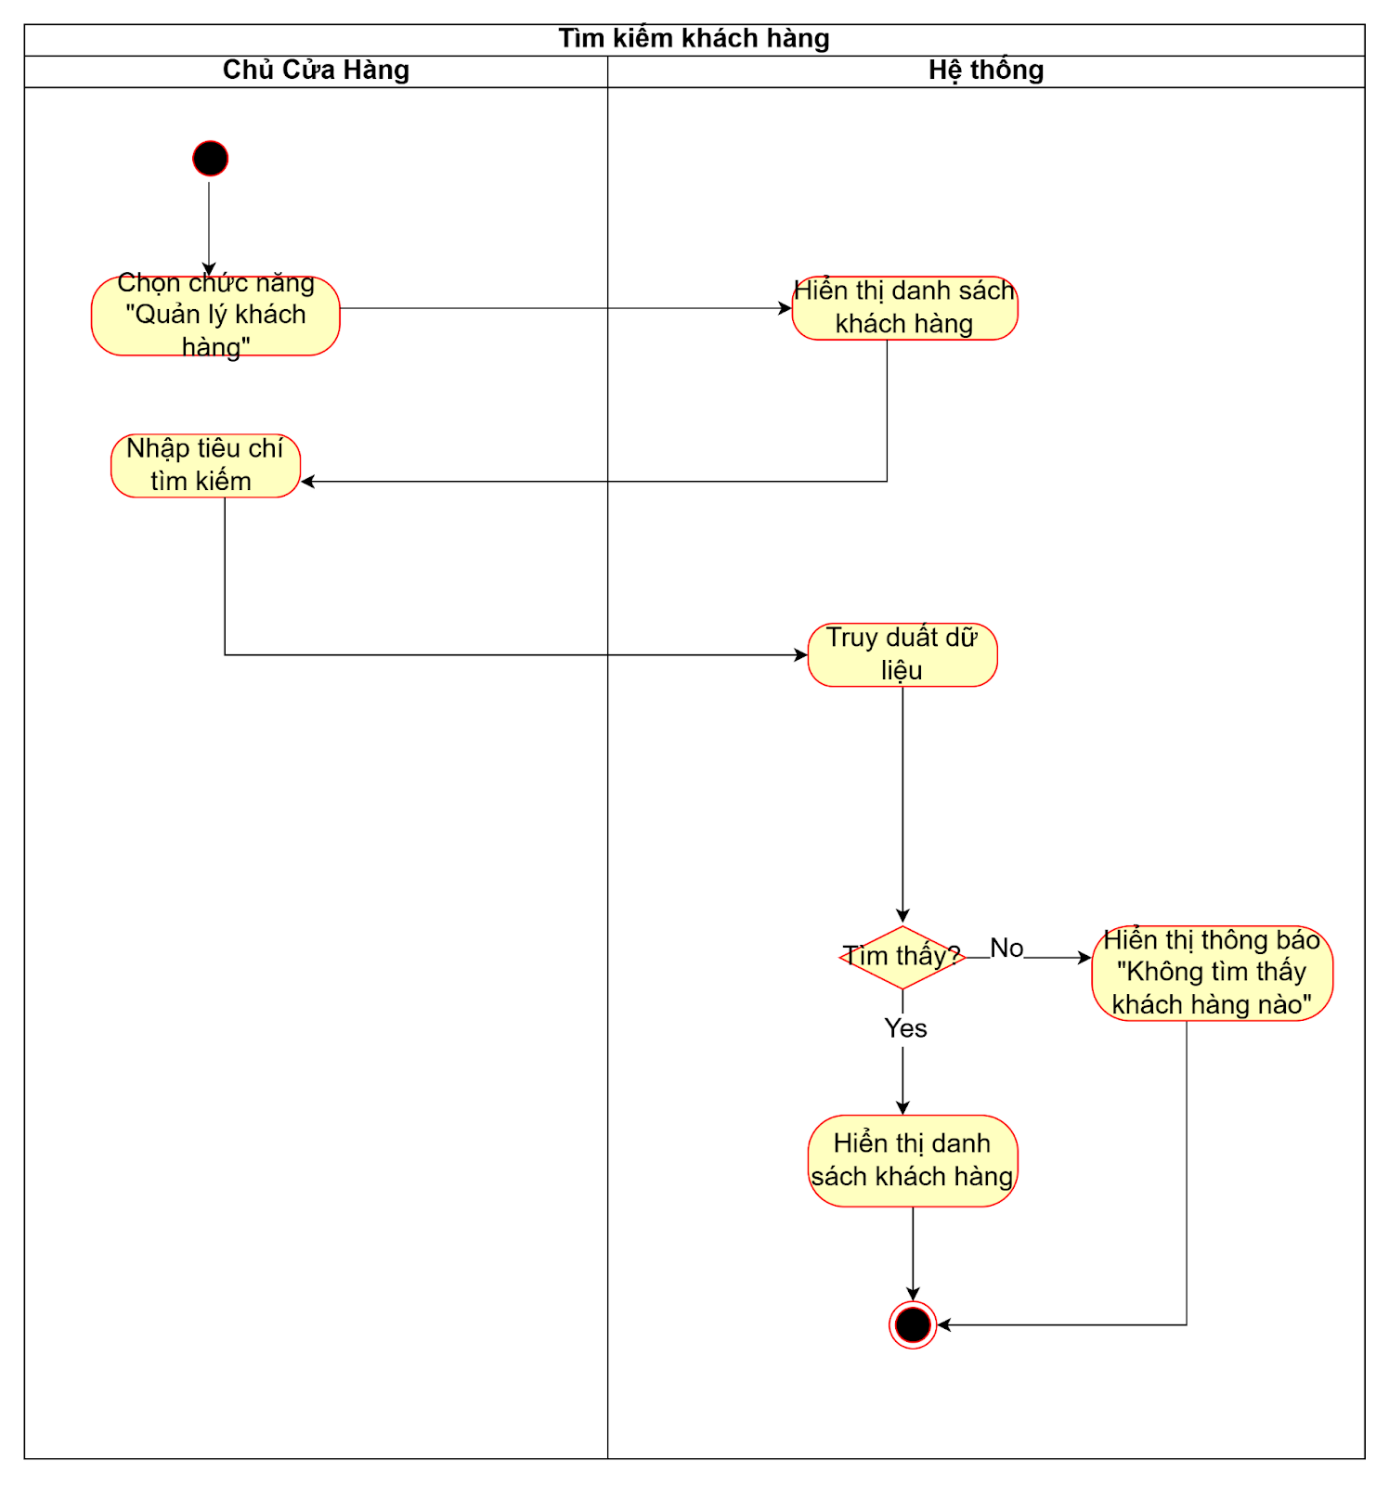 Tìm kiếm khách hàng
Chủ Cửa Hàng
Hệ thống
Chọn chức năng
"Quản lý khách
hàng"
Hiển thị danh sách
khách hàng
Nhập tiêu chí
tìm kiếm
Truy duất dữ
liệu
Tìm thấy?
No
Hiển thị thông báo
"Không tìm thấy
khách hàng nào"
Yes
Hiển thị danh
sách khách hàng